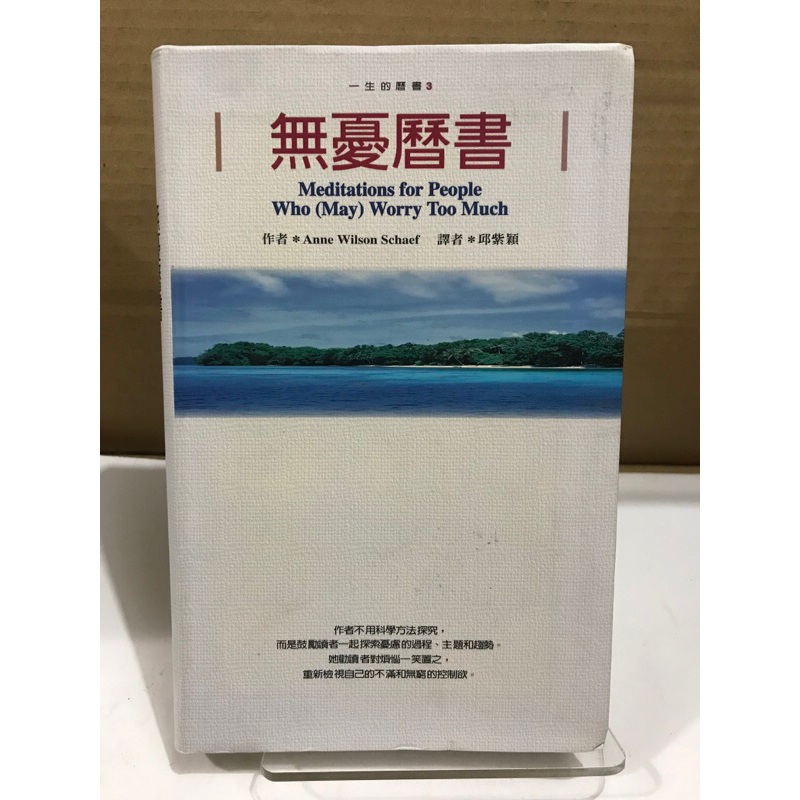 一生的曆書3
無憂曆書
Meditations for People
Who (May) Worry Too Much
作者＊Anne Wilson Schaef 譯者＊邱紫穎
作者不用科學方法探究，
而是鼓勵讀者一起探索憂慮的過程、主題和趨勢。
她勸讀者對煩惱一笑置之，
重新檢視自己的不滿和無窮的控制欲。